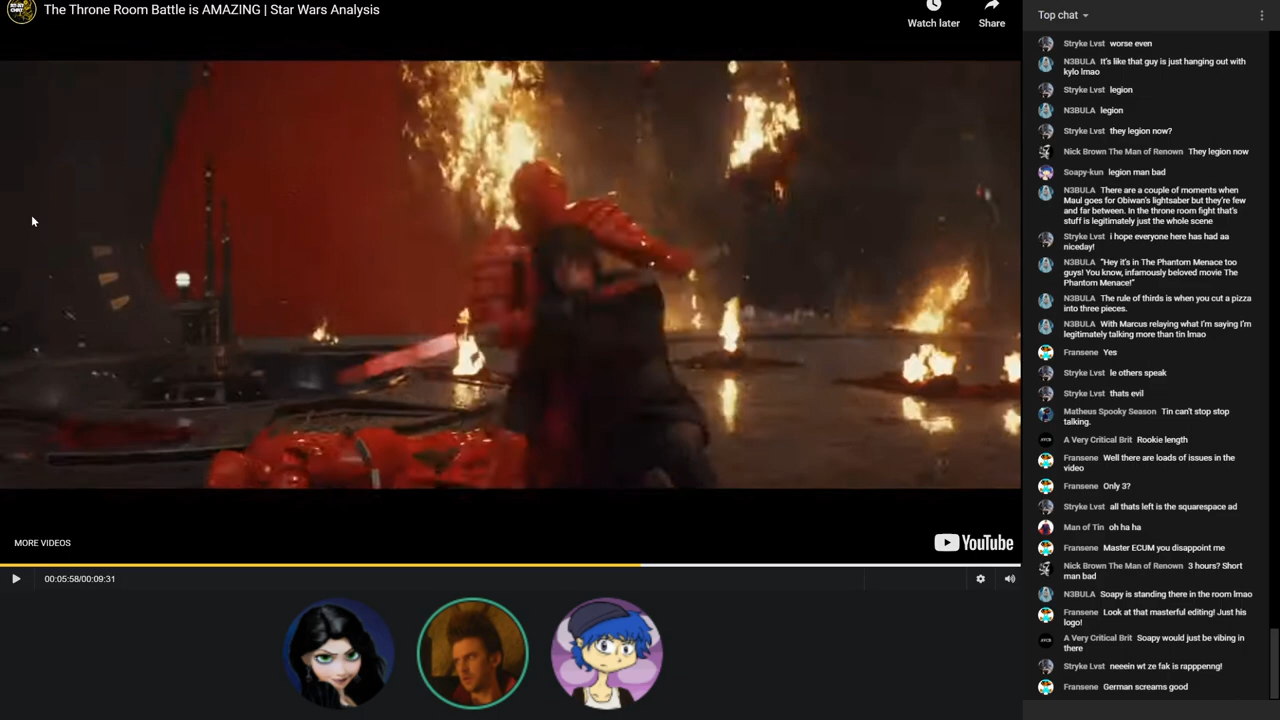 The Throne Room Battle is AMAZING | Star Wars Analysis
Watch later
Share
MORE VIDEOS
YouTube
00:05:58/00:09:31
Top chat
Stryke Lvst worse even
N3BULA It's like that guy is just hanging out with
kylo lmao
Stryke Lvst legion
N3BULA legion
Stryke Lvst they legion now?
Nick Brown The Man of Renown They legion now
Soapy-kun legion man bad
N3BULA There are a couple of moments when
Maul goes for Obiwan's lightsaber but they're few
and far between. In the throne room fight that's
stuff is legitimately just the whole scene
Stryke Lvst i hope everyone here has had aa
niceday!
N3BULA "Hey it's in The Phantom Menace too
guys! You know, infamously beloved movie The
Phantom Menace!"
N3BULA The rule of thirds is when you cut a pizza
into three pieces.
N3BULA With Marcus relaying what I'm saying I'm
legitimately talking more than tin lmao
Fransene Yes
Stryke Lvst le others speak
Stryke Lvst thats evil
Matheus Spooky Season Tin can't stop stop
talking.
A Very Critical Brit Rookie length
Fransene Well there are loads of issues in the
video
Fransene Only 3?
Stryke Lvst all thats left is the squarespace ad
Man of Tin oh ha ha
Fransene Master ECUM you disappoint me
Nick Brown The Man of Renown 3 hours? Short
man bad
N3BULA Soapy is standing there in the room lmao
Fransene Look at that masterful editing! Just his
logo!
A Very Critical Brit Soapy would just be vibing in
there
Stryke Lvst neeein wt ze fak is rapppenng!
Fransene German screams good